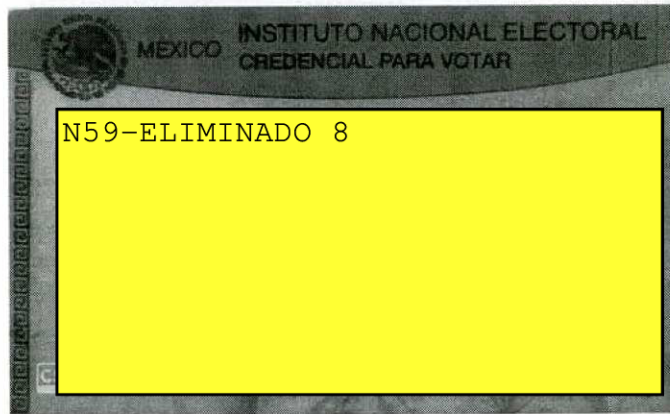 INSTITUTO NACIONAL ELECTORAL
MÉXICO CREDENCIAL PARA VOTAR
N59-ELIMINADO 8